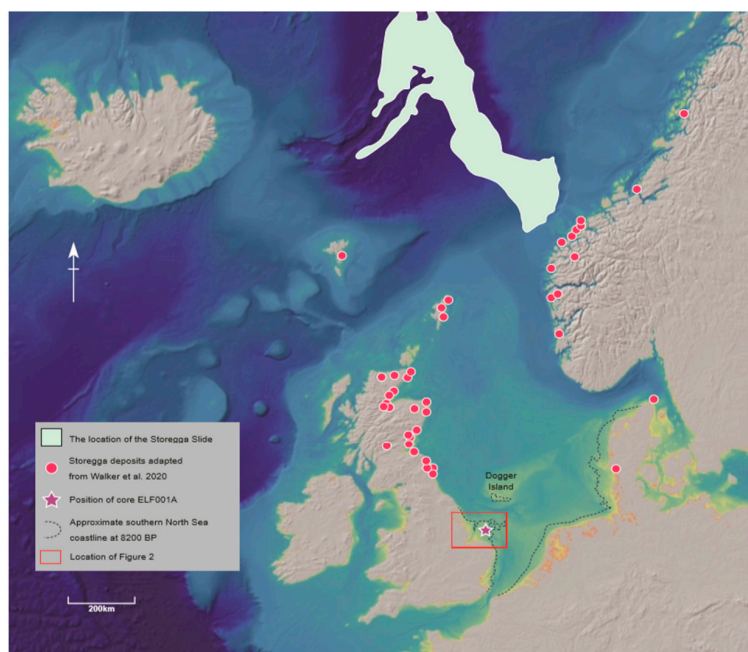 Dogger
Island
The location of the Storegga Slide
Storegga deposits adapted
from Walker et al. 2020
Position of core ELF001A
Approximate southern North Sea
coastline at 8200 BP
Location of Figure 2
200km